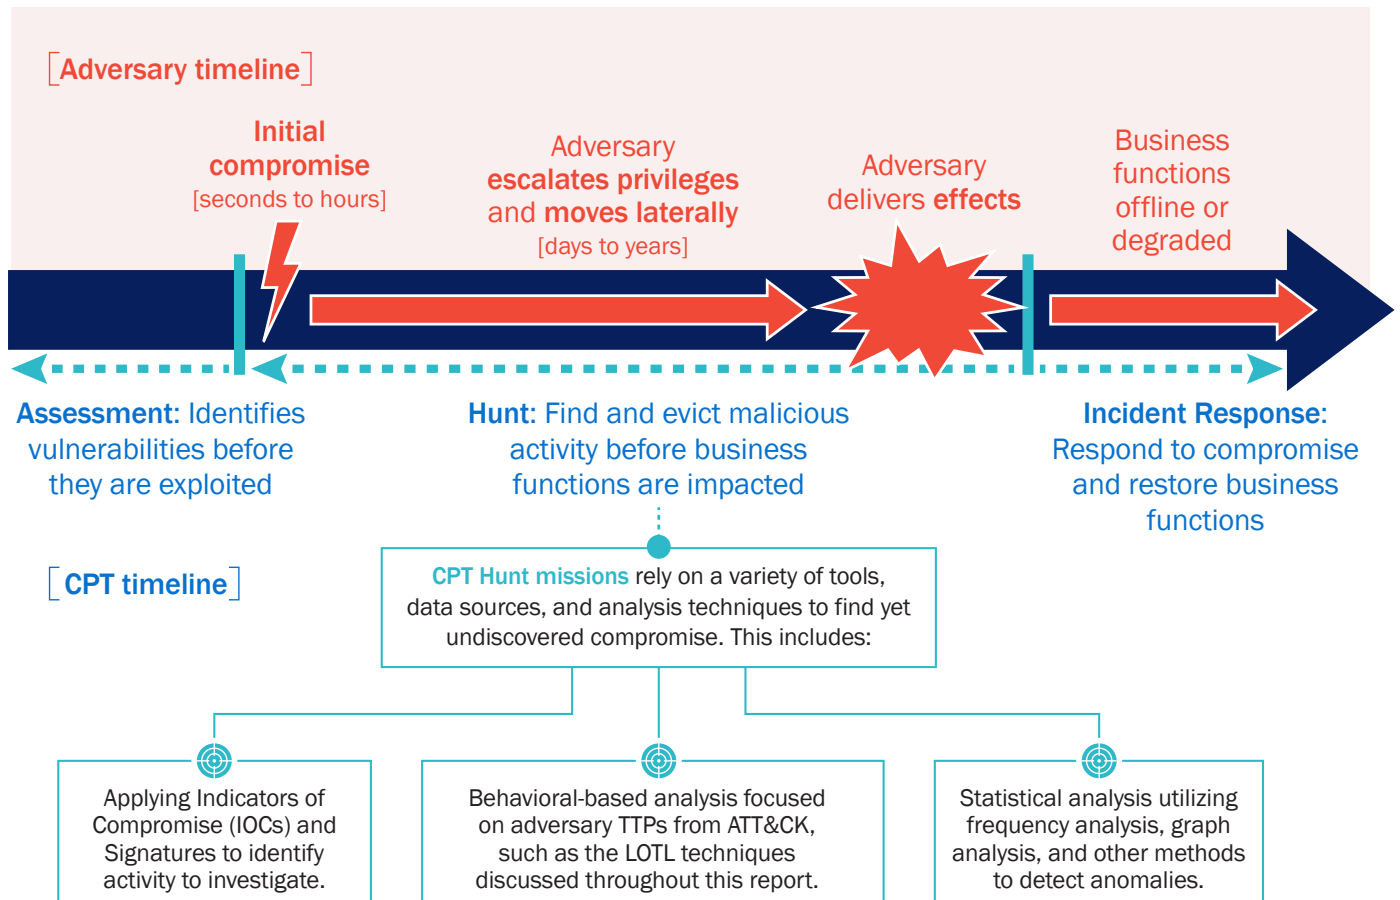 [Adversary timeline]
Initial
compromise
[seconds to hours]
Adversary
escalates privileges
and moves laterally
[days to years]
Adversary
delivers effects
Business
functions
offline or
degraded
Assessment: Identifies
vulnerabilities before
they are exploited
Hunt: Find and evict malicious
activity before business
functions are impacted
Incident Response:
Respond to compromise
and restore business
functions
[CPT timeline]
CPT Hunt missions rely on a variety of tools,
data sources, and analysis techniques to find yet
undiscovered compromise. This includes:
Applying Indicators of
Compromise (IOCs) and
Signatures to identify
activity to investigate.
Behavioral-based analysis focused
on adversary TTPs from ATT&CK,
such as the LOTL techniques
discussed throughout this report.
Statistical analysis utilizing
frequency analysis, graph
analysis, and other methods
to detect anomalies.